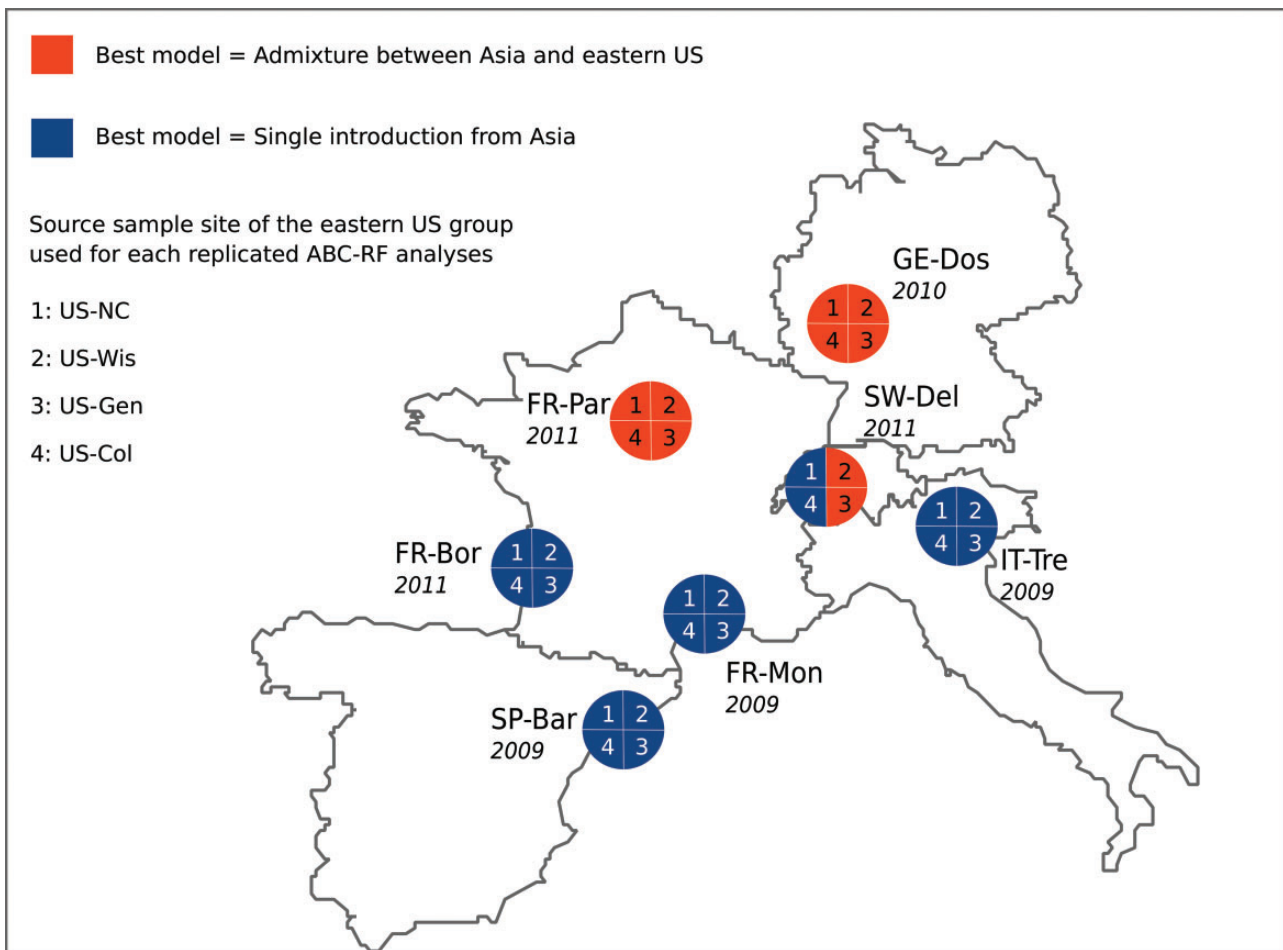 Best model = Admixture between Asia and eastern US
Best model = Single introduction from Asia
Source sample site of the eastern US group
used for each replicated ABC-RF analyses
1: US-NC
2: US-Wis
3: US-Gen
4: US-Col
GE-Dos
2010
1 2
4 3
FR-Par
2011
1 2
4 3
SW-Del
2011
1 2
4 3
IT-Tre
2009
1 2
4 3
FR-Bor
2011
1 2
4 3
FR-Mon
2009
1 2
4 3
SP-Bar
2009
1 2
4 3